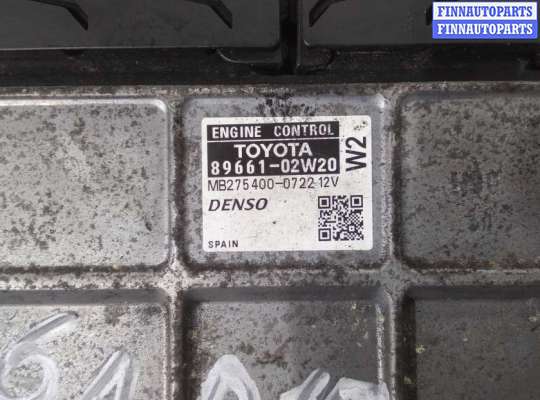 FINNAUTOPARTS
FINNAUTOPARTS
ENGINE CONTROL
TOYOTA
89661-02W20
W2
MB275400-0722 12V
DENSO
SPAIN